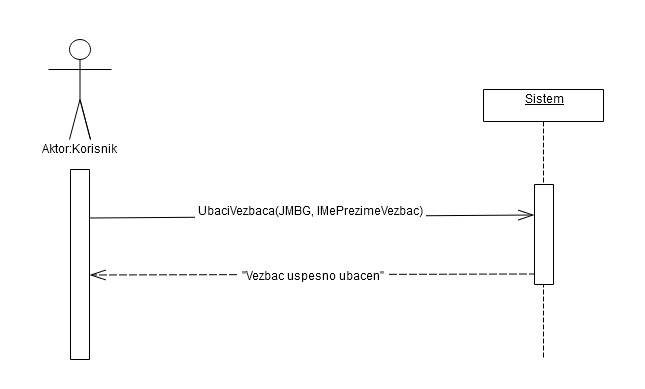 Sistem
Aktor:Korisnik
UbaciVezbaca(JMBG, IMePrezimeVezbac)
"Vezbac uspesno ubacen"